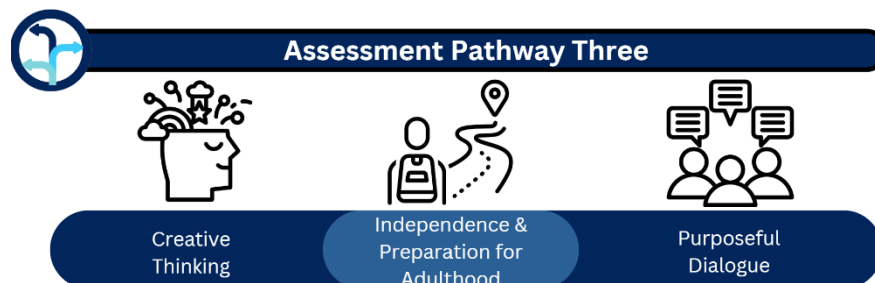 Assessment Pathway Three
Creative
Thinking
Independence &
Preparation for
Adulthood
Purposeful
Dialogue